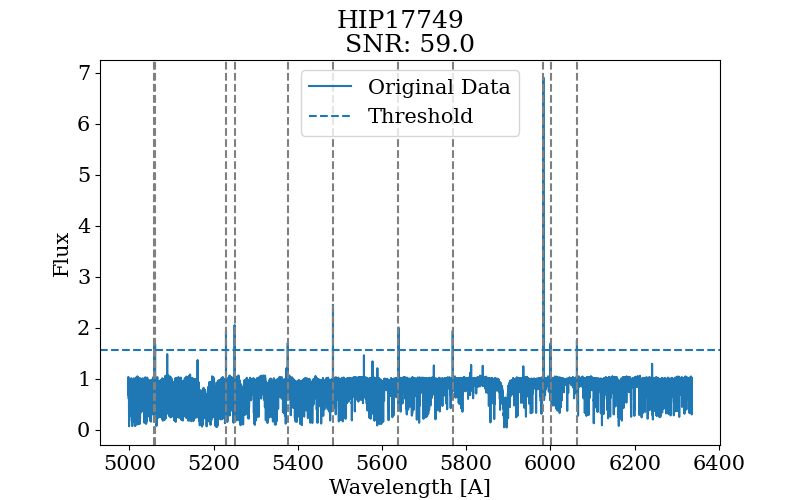 HIP17749
SNR: 59.0
Original Data
Threshold
7
6
5
4
3
2
1
0
Flux
5000 5200 5400 5600 5800 6000 6200 6400
Wavelength [A]